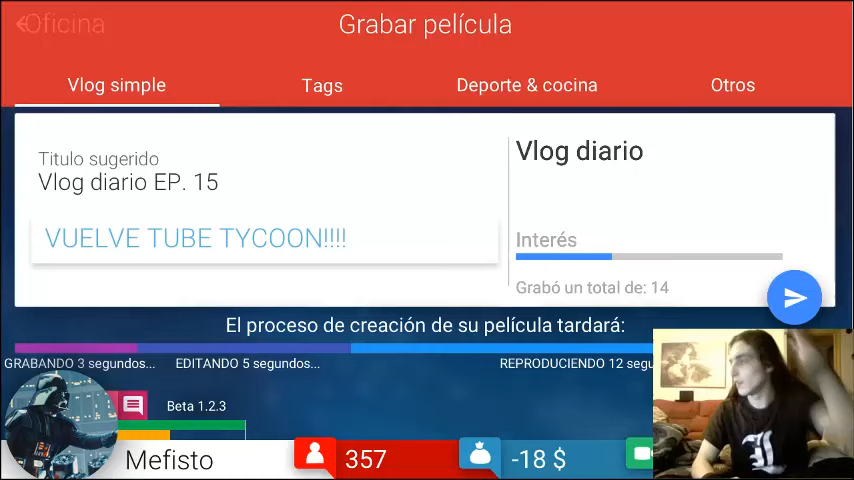 Oficina
Grabar película
Vlog simple
Tags
Deporte & cocina
Otros
Titulo sugerido
Vlog diario EP. 15
VUELVE TUBE TYCOON!!!!
Vlog diario
Interés
Grabó un total de: 14
El proceso de creación de su película tardará:
GRABANDO 3 segundos...
EDITANDO 5 segundos...
REPRODUCIENDO 12 segu
Beta 1.2.3
Mefisto
357
-18 $
L